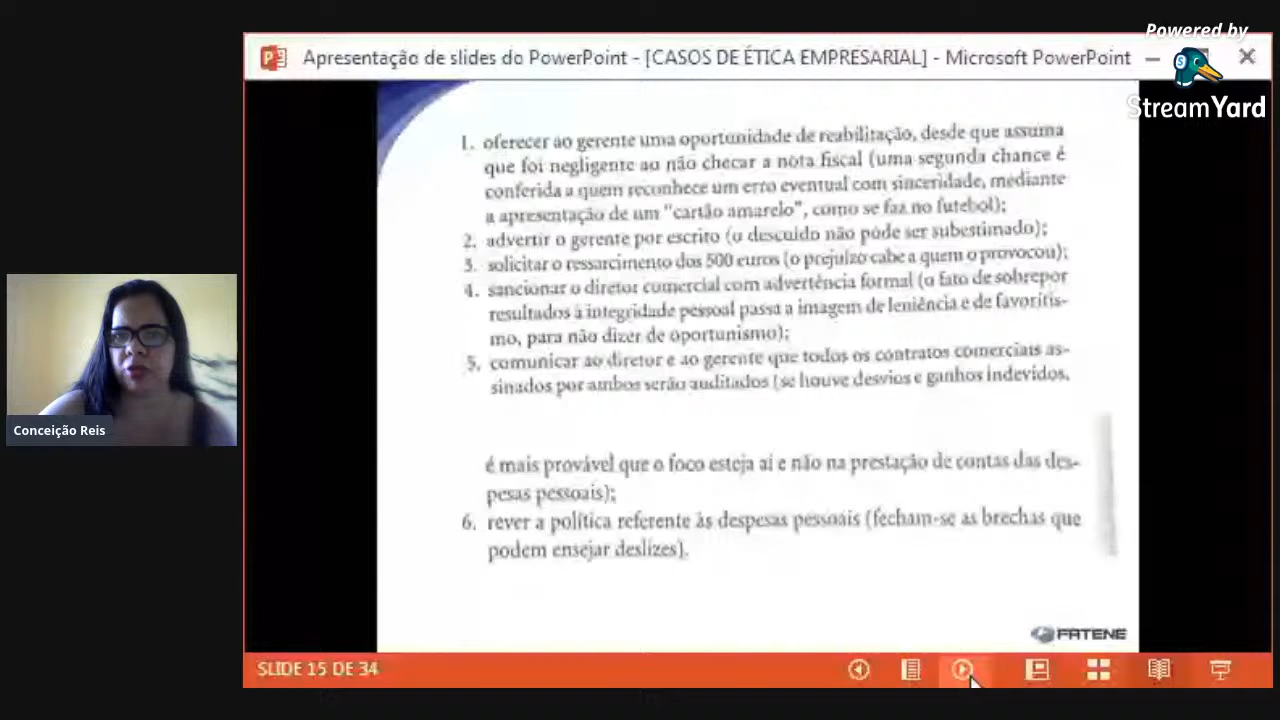 Powered by
StreamYard
Apresentação de slides do PowerPoint - [CASOS DE ÉTICA EMPRESARIAL] - Microsoft PowerPoint
1. oferecer ao gerente uma oportunidade de reabilitação, desde que assuma
que foi negligente ao não checar a nota fiscal (uma segunda chance é
conferida a quem reconhece um erro eventual com sinceridade, mediante
a apresentação de um "cartão amarelo", como se faz no futebol);
2. advertir o gerente por escrito (o descuido não pode ser subestimado);
3. solicitar o ressarcimento dos 500 euros (o prejuízo cabe a quem o provocou);
4. sancionar o diretor comercial com advertência formal (o fato de sobrepor
resultados à integridade pessoal passa a imagem de leniência e de favoritis-
mo, para não dizer de oportunismo);
5. comunicar ao diretor e ao gerente que todos os contratos comerciais as-
sinados por ambos serão auditados (se houve desvios e ganhos indevidos,
é mais provável que o foco esteja aí e não na prestação de contas das des-
pesas pessoais);
6. rever a política referente às despesas pessoais (fecham-se as brechas que
podem ensejar deslizes).
Conceição Reis
FATENE
SLIDE 15 DE 34